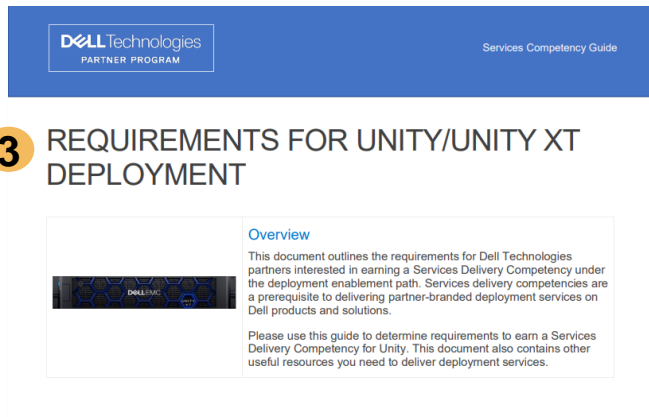 DELLTechnologies
PARTNER PROGRAM
Services Competency Guide
3
REQUIREMENTS FOR UNITY/UNITY XT
DEPLOYMENT
Overview
This document outlines the requirements for Dell Technologies
partners interested in earning a Services Delivery Competency under
the deployment enablement path. Services delivery competencies are
a prerequisite to delivering partner-branded deployment services on
Dell products and solutions.
Please use this guide to determine requirements to earn a Services
Delivery Competency for Unity. This document also contains other
useful resources you need to deliver deployment services.
DELLEMC
UNITY
XT